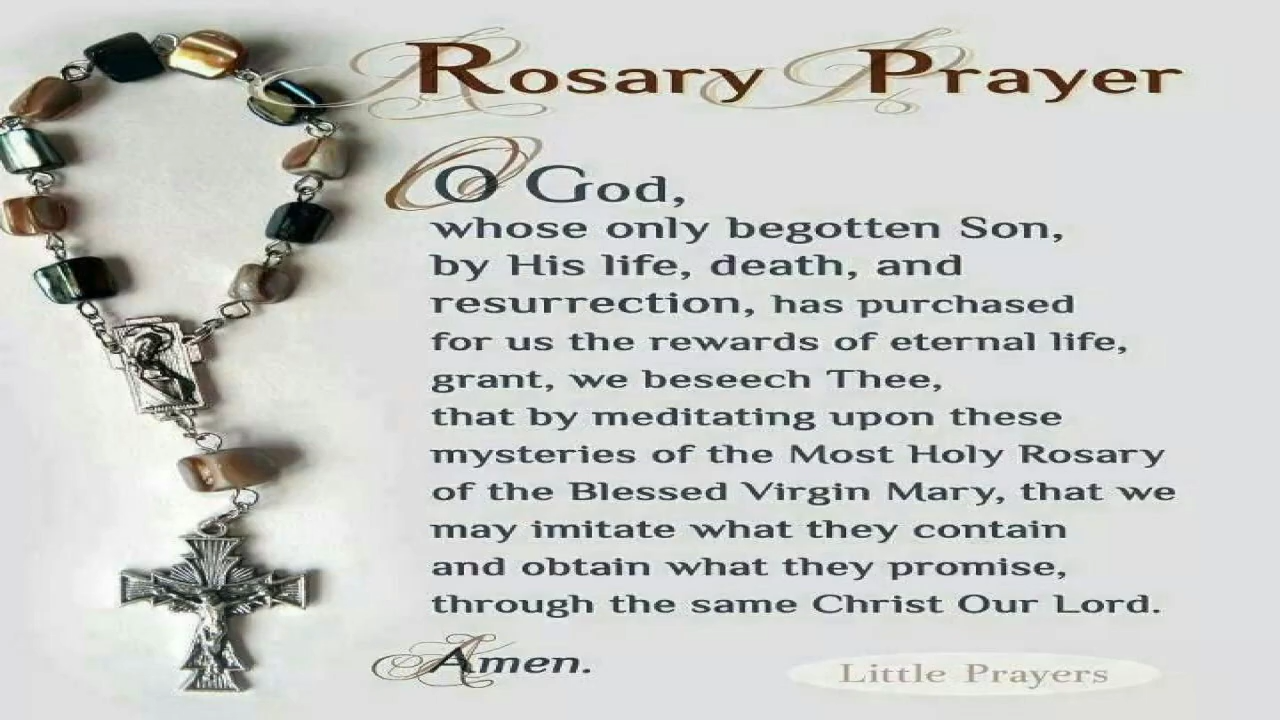 Rosary Prayer
O God,
whose only begotten Son,
by His life, death, and
resurrection, has purchased
for us the rewards of eternal life,
grant, we beseech Thee,
that by meditating upon these
mysteries of the Most Holy Rosary
of the Blessed Virgin Mary, that we
may imitate what they contain
and obtain what they promise,
through the same Christ Our Lord.
Amen.
Little Prayers